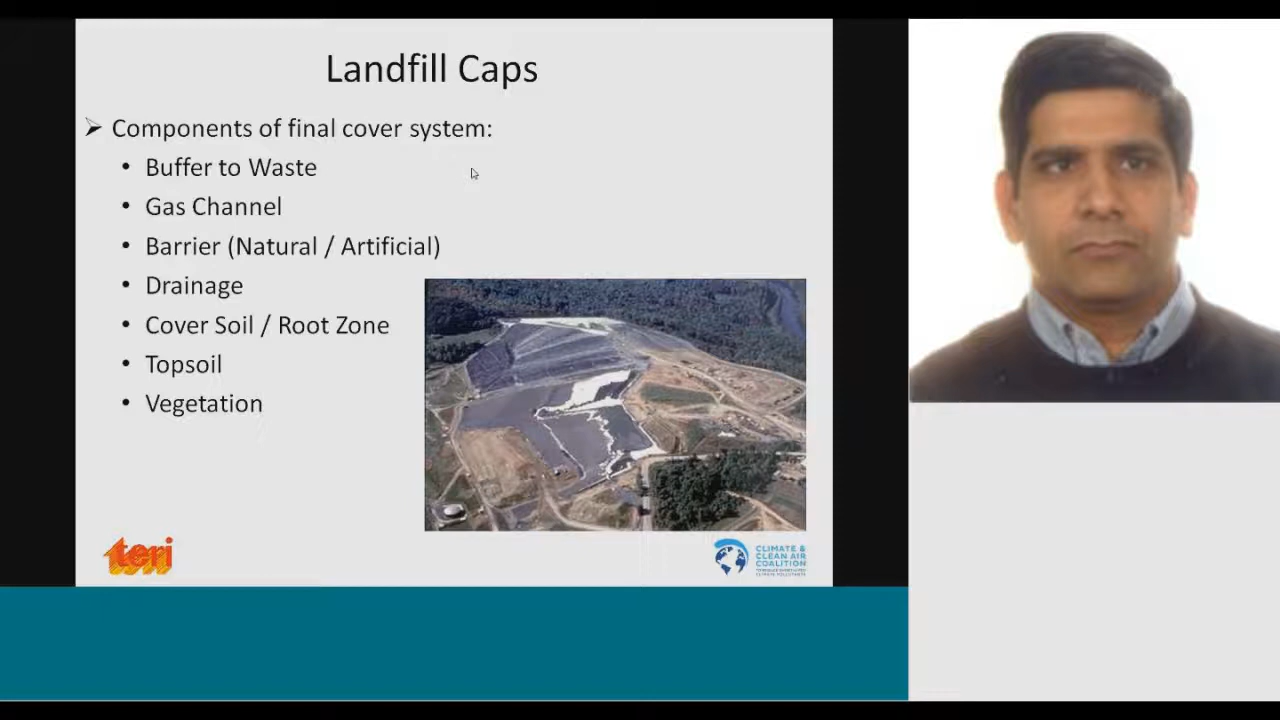 Landfill Caps
➢ Components of final cover system:
• Buffer to Waste
• Gas Channel
• Barrier (Natural / Artificial)
• Drainage
• Cover Soil / Root Zone
• Topsoil
• Vegetation
teri
CLIMATE &
CLEAN AIR
COALITION